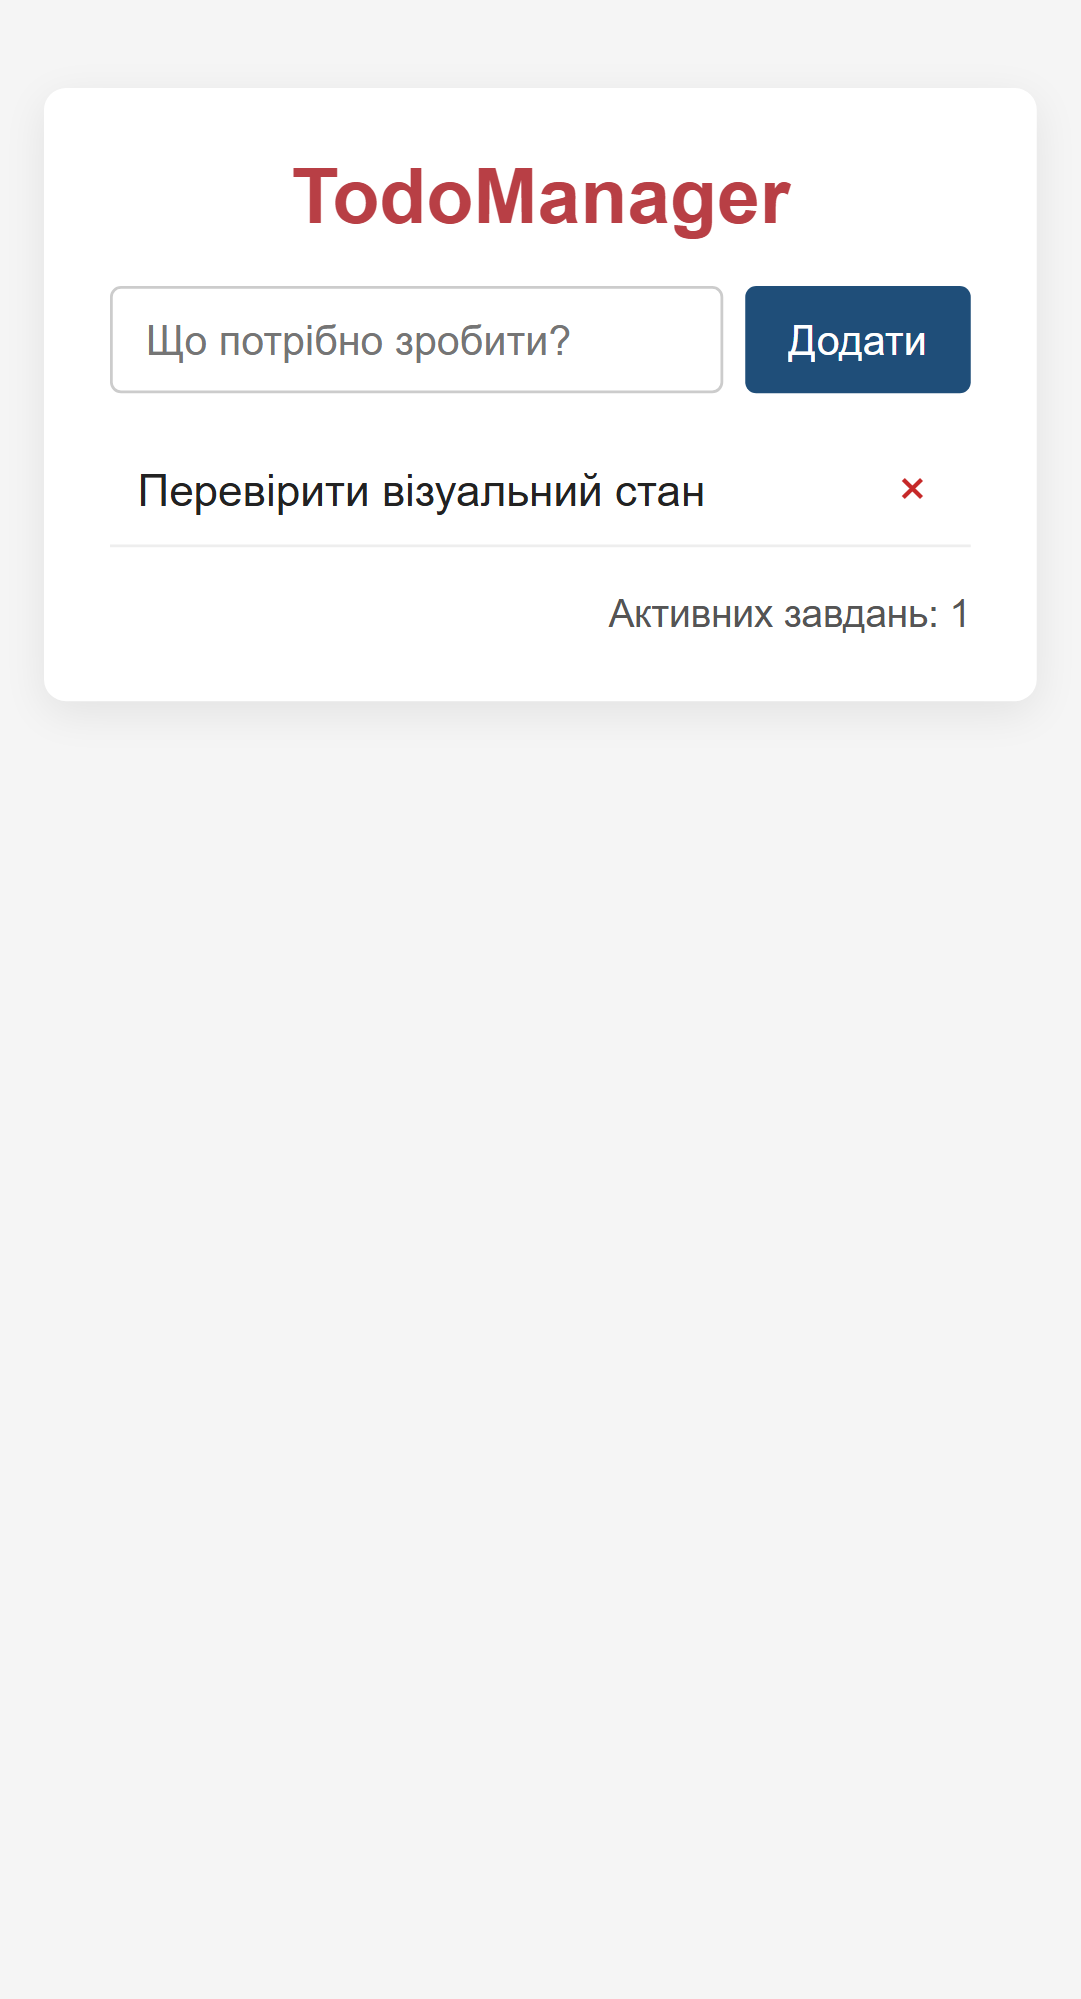 TodoManager
Що потрібно зробити?
Додати
Перевірити візуальний стан ×
Активних завдань: 1